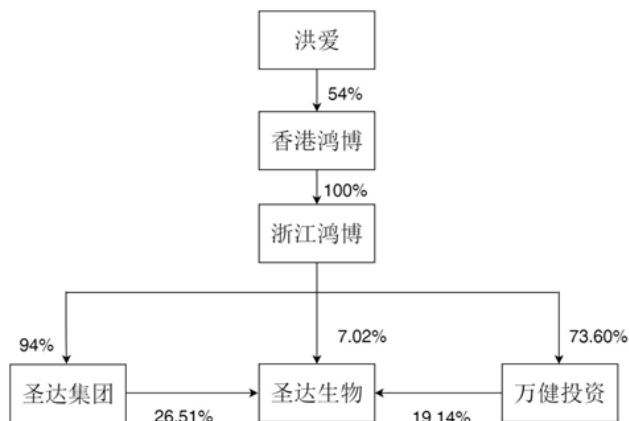 洪爱
54%
香港鸿博
100%
浙江鸿博
94%
7.02%
73.60%
圣达集团
圣达生物
万健投资
26.51%
19.14%